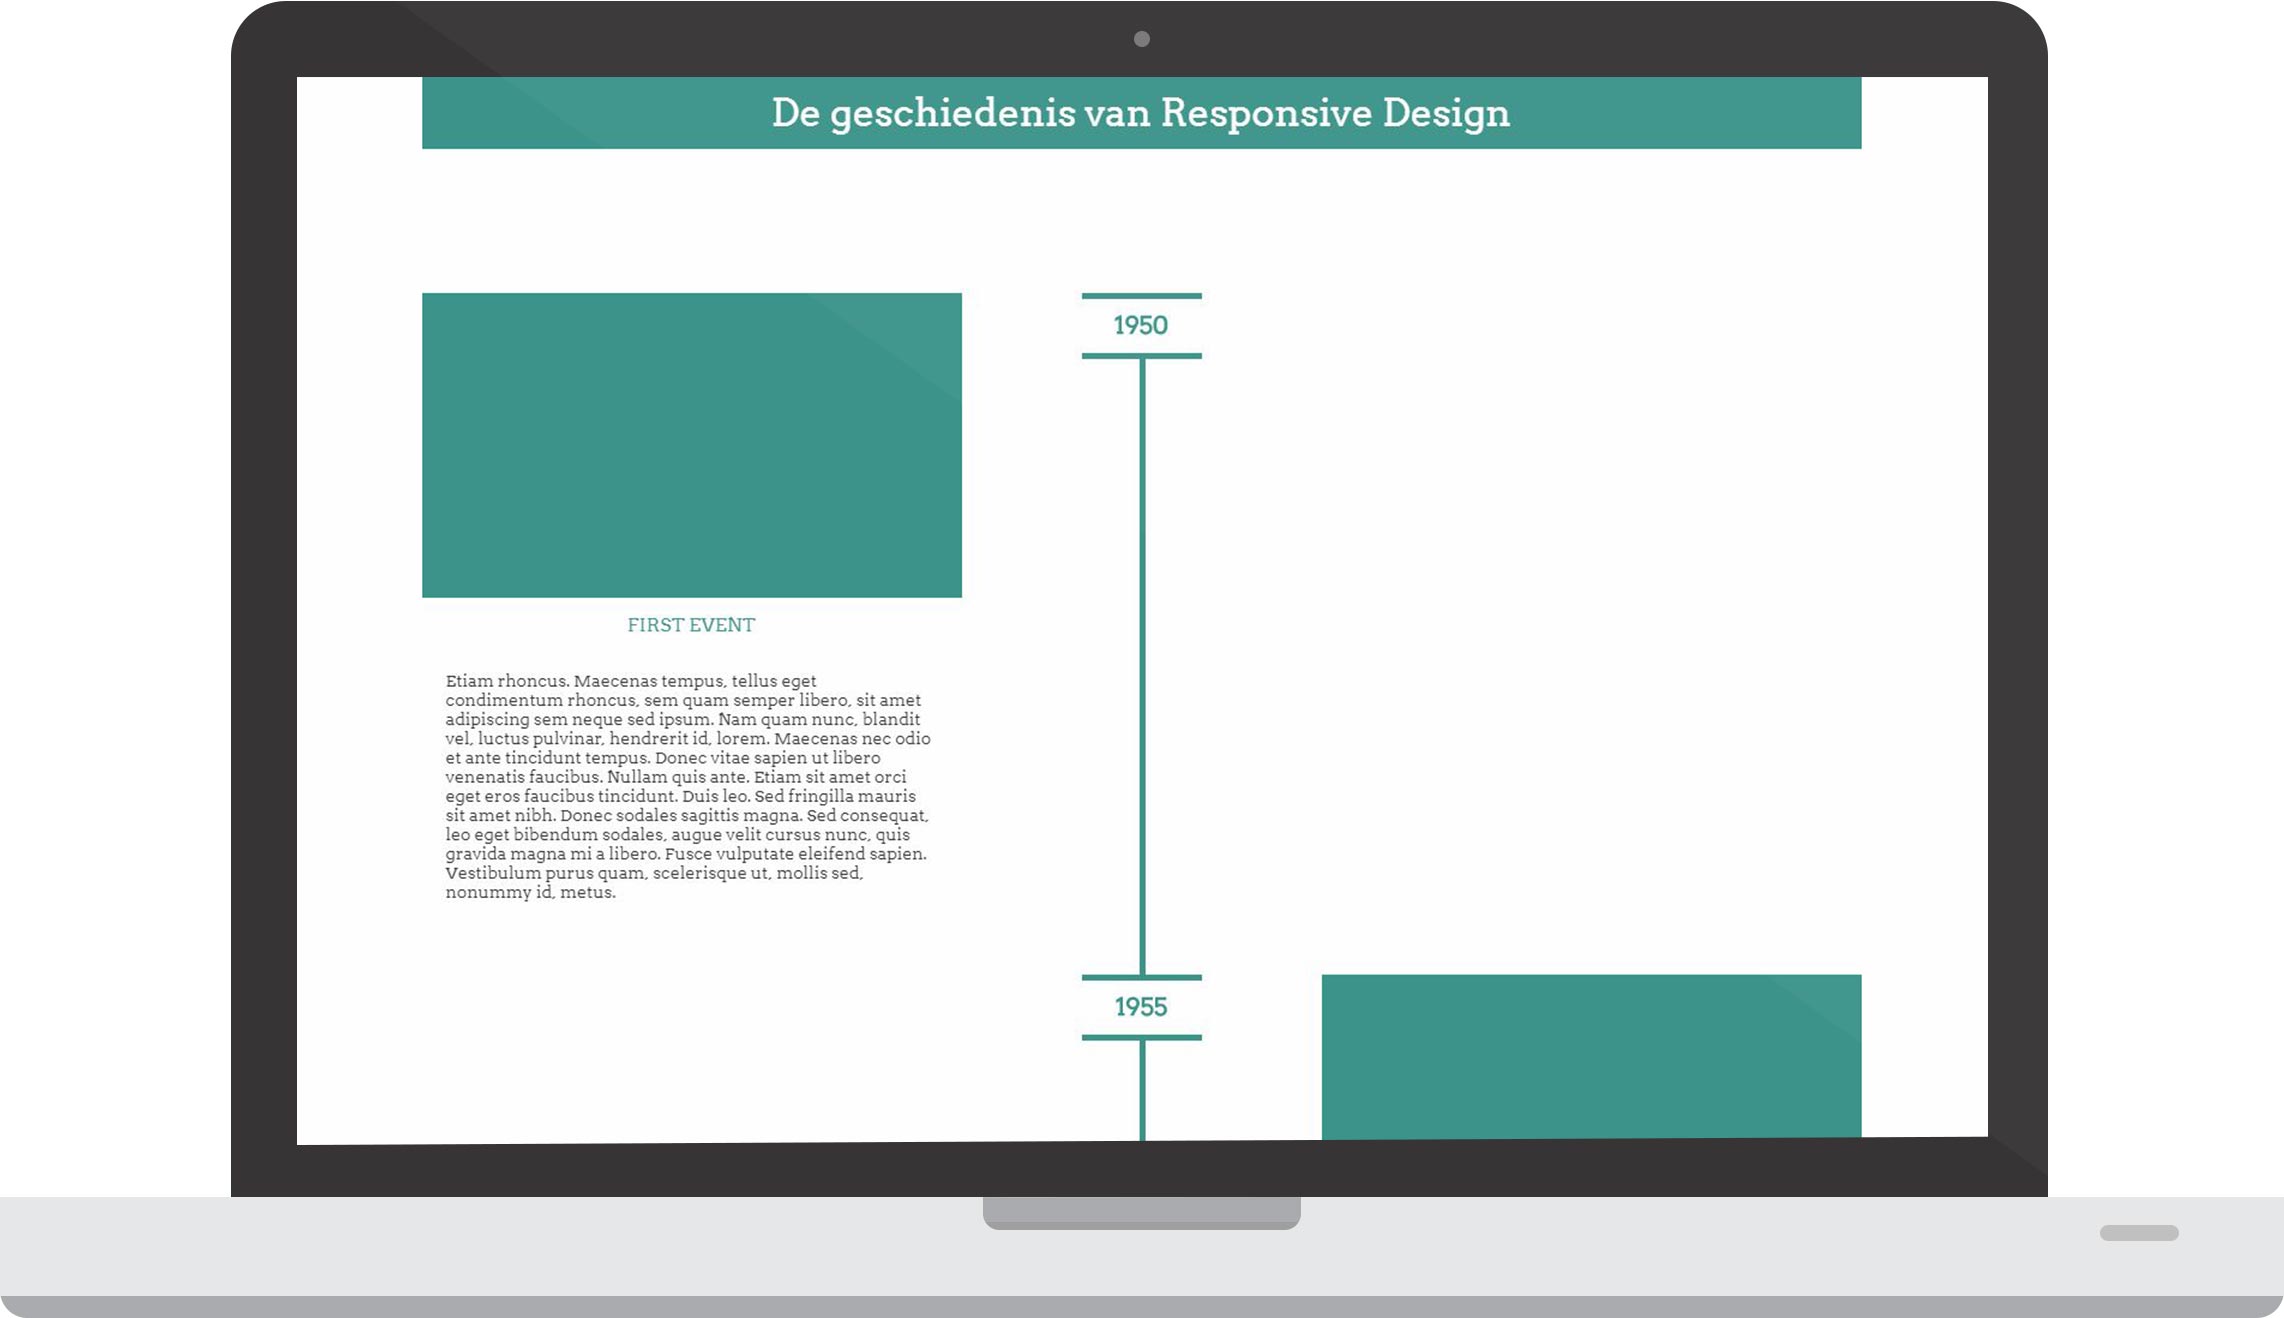 De geschiedenis van Responsive Design
1950
FIRST EVENT
Etiam rhoncus. Maecenas tempus, tellus eget
condimentum rhoncus, sem quam semper libero, sit amet
adipiscing sem neque sed ipsum. Nam quam nunc, blandit
vel, luctus pulvinar, hendrerit id, lorem. Maecenas nec odio
et ante tincidunt tempus. Donec vitae sapien ut libero
venenatis faucibus. Nullam quis ante. Etiam sit amet orci
eget eros faucibus tincidunt. Duis leo. Sed fringilla mauris
sit amet nibh. Donec sodales sagittis magna. Sed consequat,
leo eget bibendum sodales, augue velit cursus nunc, quis
gravida magna mi a libero. Fusce vulputate eleifend sapien.
Vestibulum purus quam, scelerisque ut, mollis sed,
nonummy id, metus.
1955